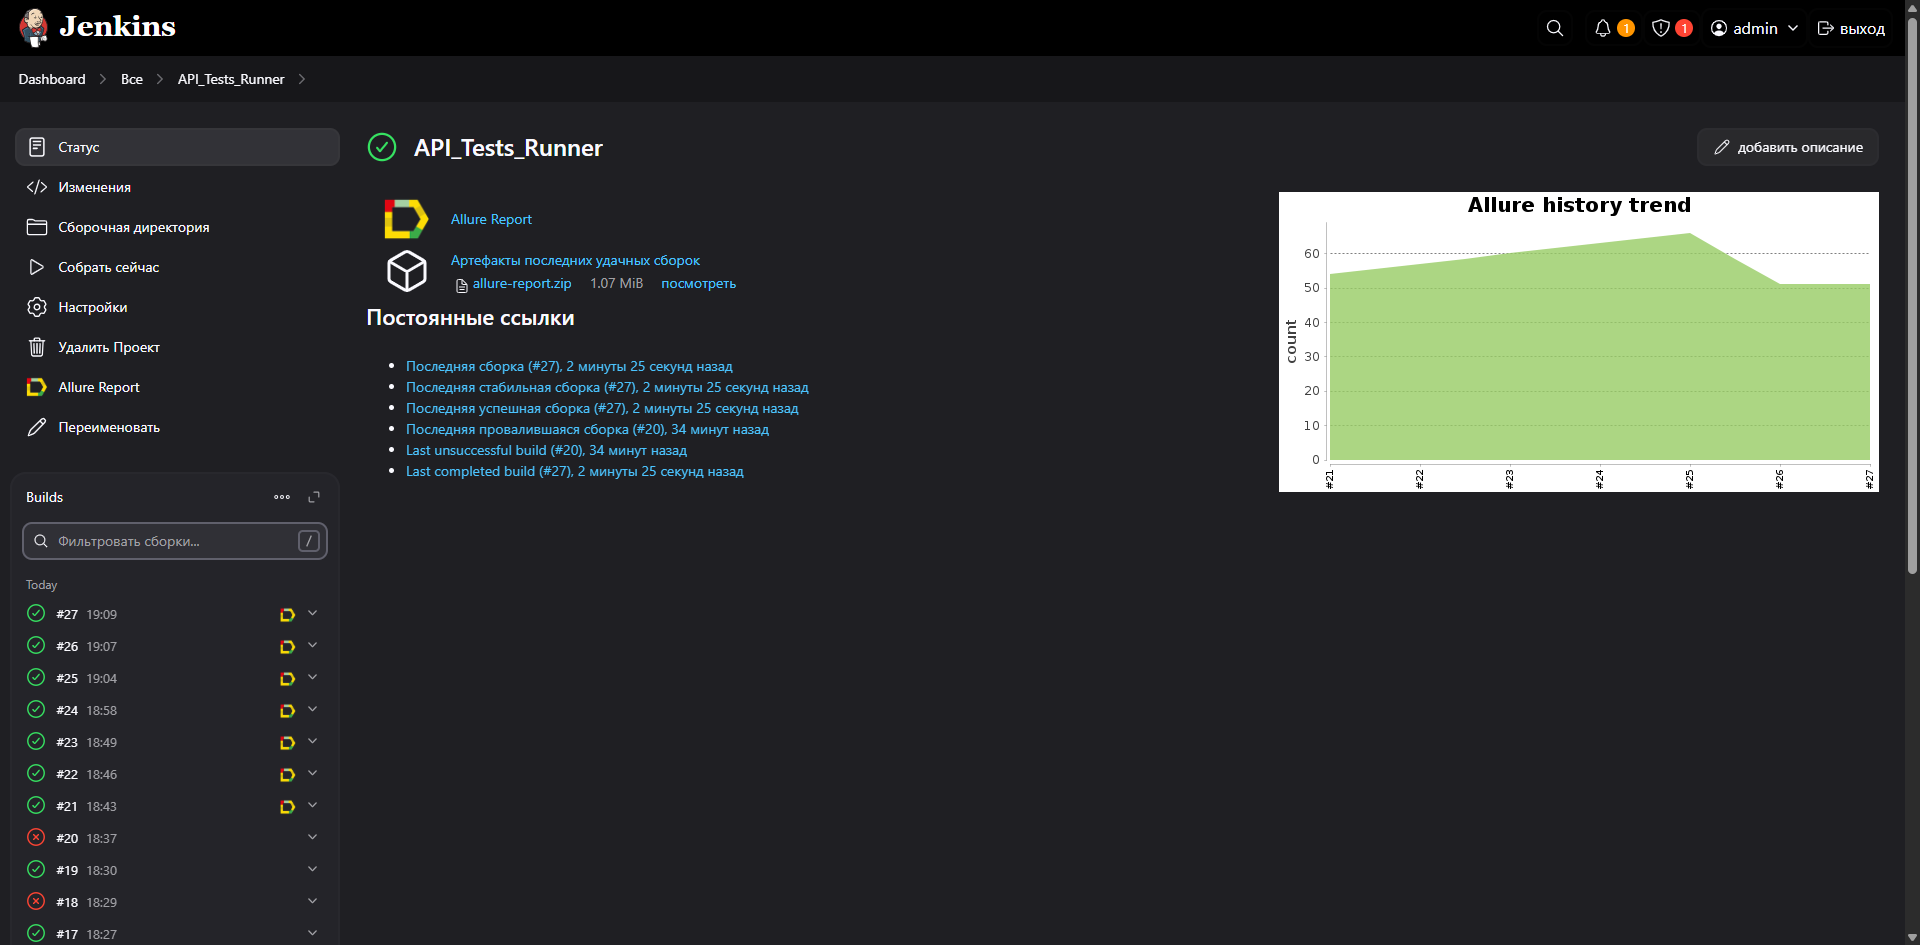 Jenkins
1
1
admin
выход
Dashboard
Все
API_Tests_Runner
Статус
Изменения
Сборочная директория
Собрать сейчас
Настройки
Удалить Проект
Allure Report
Переименовать
Builds
Фильтровать сборки...
/
Today
#27 19:09
#26 19:07
#25 19:04
#24 18:58
#23 18:49
#22 18:46
#21 18:43
#20 18:37
#19 18:30
#18 18:29
#17 18:27
API_Tests_Runner
добавить описание
Allure Report
Артефакты последних удачных сборок
allure-report.zip 1.07 MiB посмотреть
Постоянные ссылки
Последняя сборка (#27), 2 минуты 25 секунд назад
Последняя стабильная сборка (#27), 2 минуты 25 секунд назад
Последняя успешная сборка (#27), 2 минуты 25 секунд назад
Последняя провалившаяся сборка (#20), 34 минут назад
Last unsuccessful build (#20), 34 минут назад
Last completed build (#27), 2 минуты 25 секунд назад
Allure history trend
count
60
50
40
30
20
10
0
#21
#22
#23
#24
#25
#26
#27